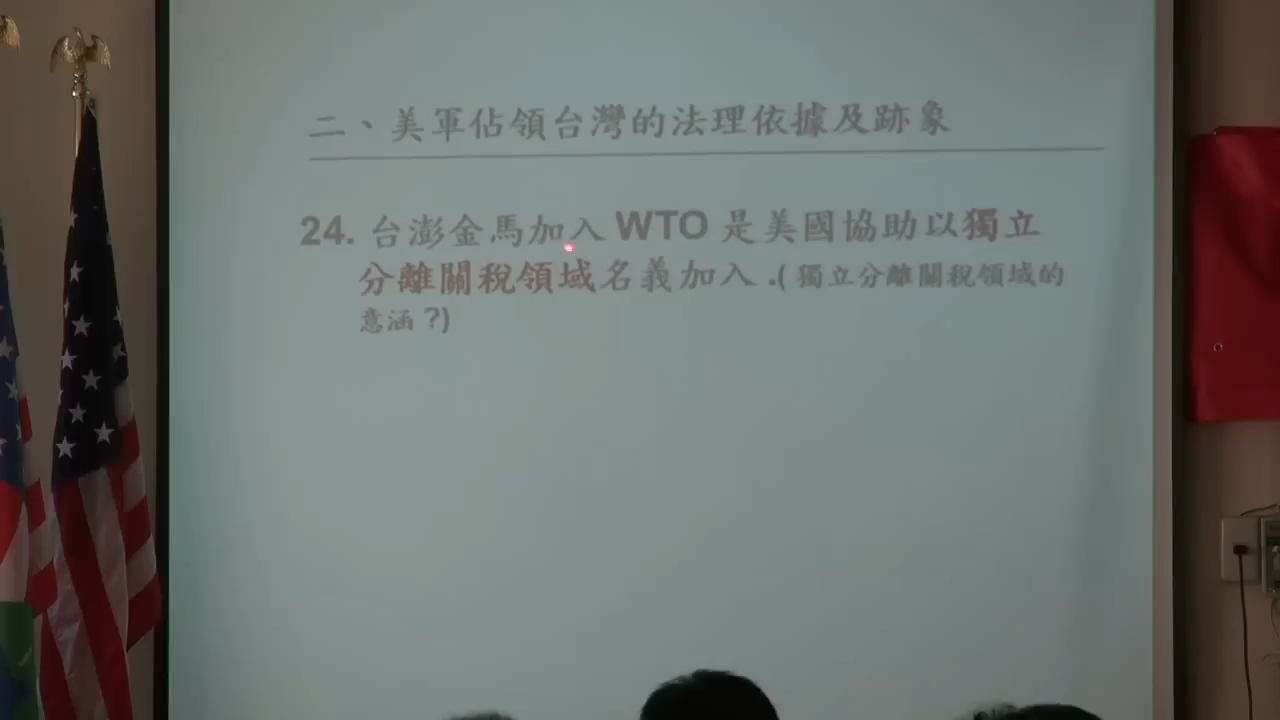 二、美軍佔領台灣的法理依據及跡象
24. 台澎金馬加入 WTO 是美國協助以獨立
分離關稅領域名義加入 .( 獨立分離關稅領域的
意涵 ?)